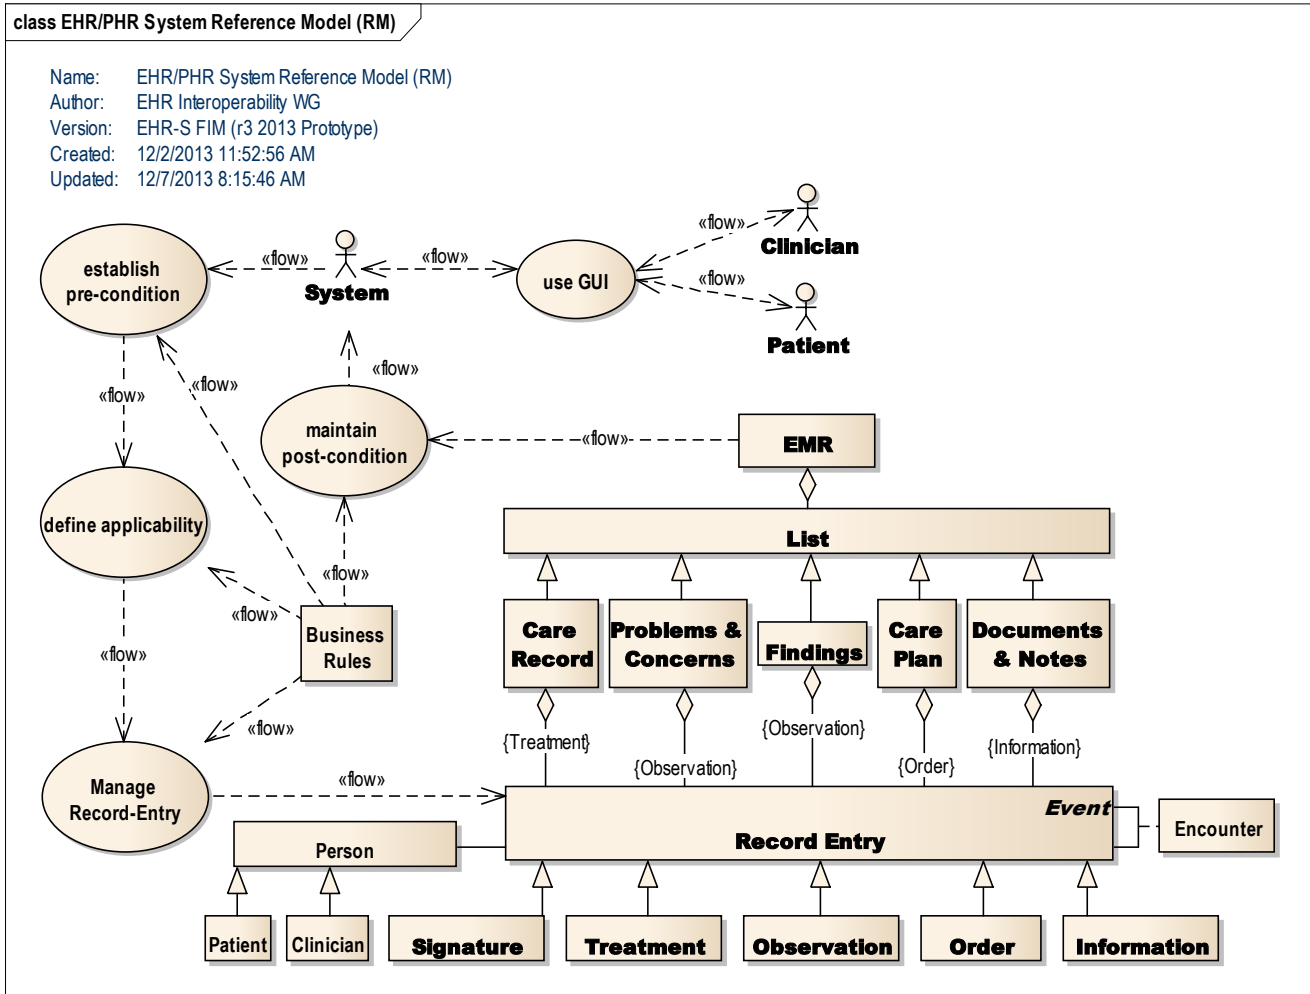 class EHR/PHR System Reference Model (RM)
Name: EHR/PHR System Reference Model (RM)
Author: EHR Interoperability WG
Version: EHR-S FIM (r3 2013 Prototype)
Created: 12/2/2013 11:52:56 AM
Updated: 12/7/2013 8:15:46 AM
«flow»
Clinician
establish
pre-condition
«flow»
System
«flow»
use GUI
«flow»
Patient
«flow»
«flow»
«flow»
maintain
post-condition
«flow»
EMR
define applicability
List
«flow»
«flow»
Business
Rules
Care
Record
Problems &
Concerns
Findings
Care
Plan
Documents
& Notes
«flow»
«flow»
{Treatment}
{Observation}
{Observation}
{Order}
{Information}
Manage
Record-Entry
«flow»
Event
Record Entry
Encounter
Person
Patient
Clinician
Signature
Treatment
Observation
Order
Information